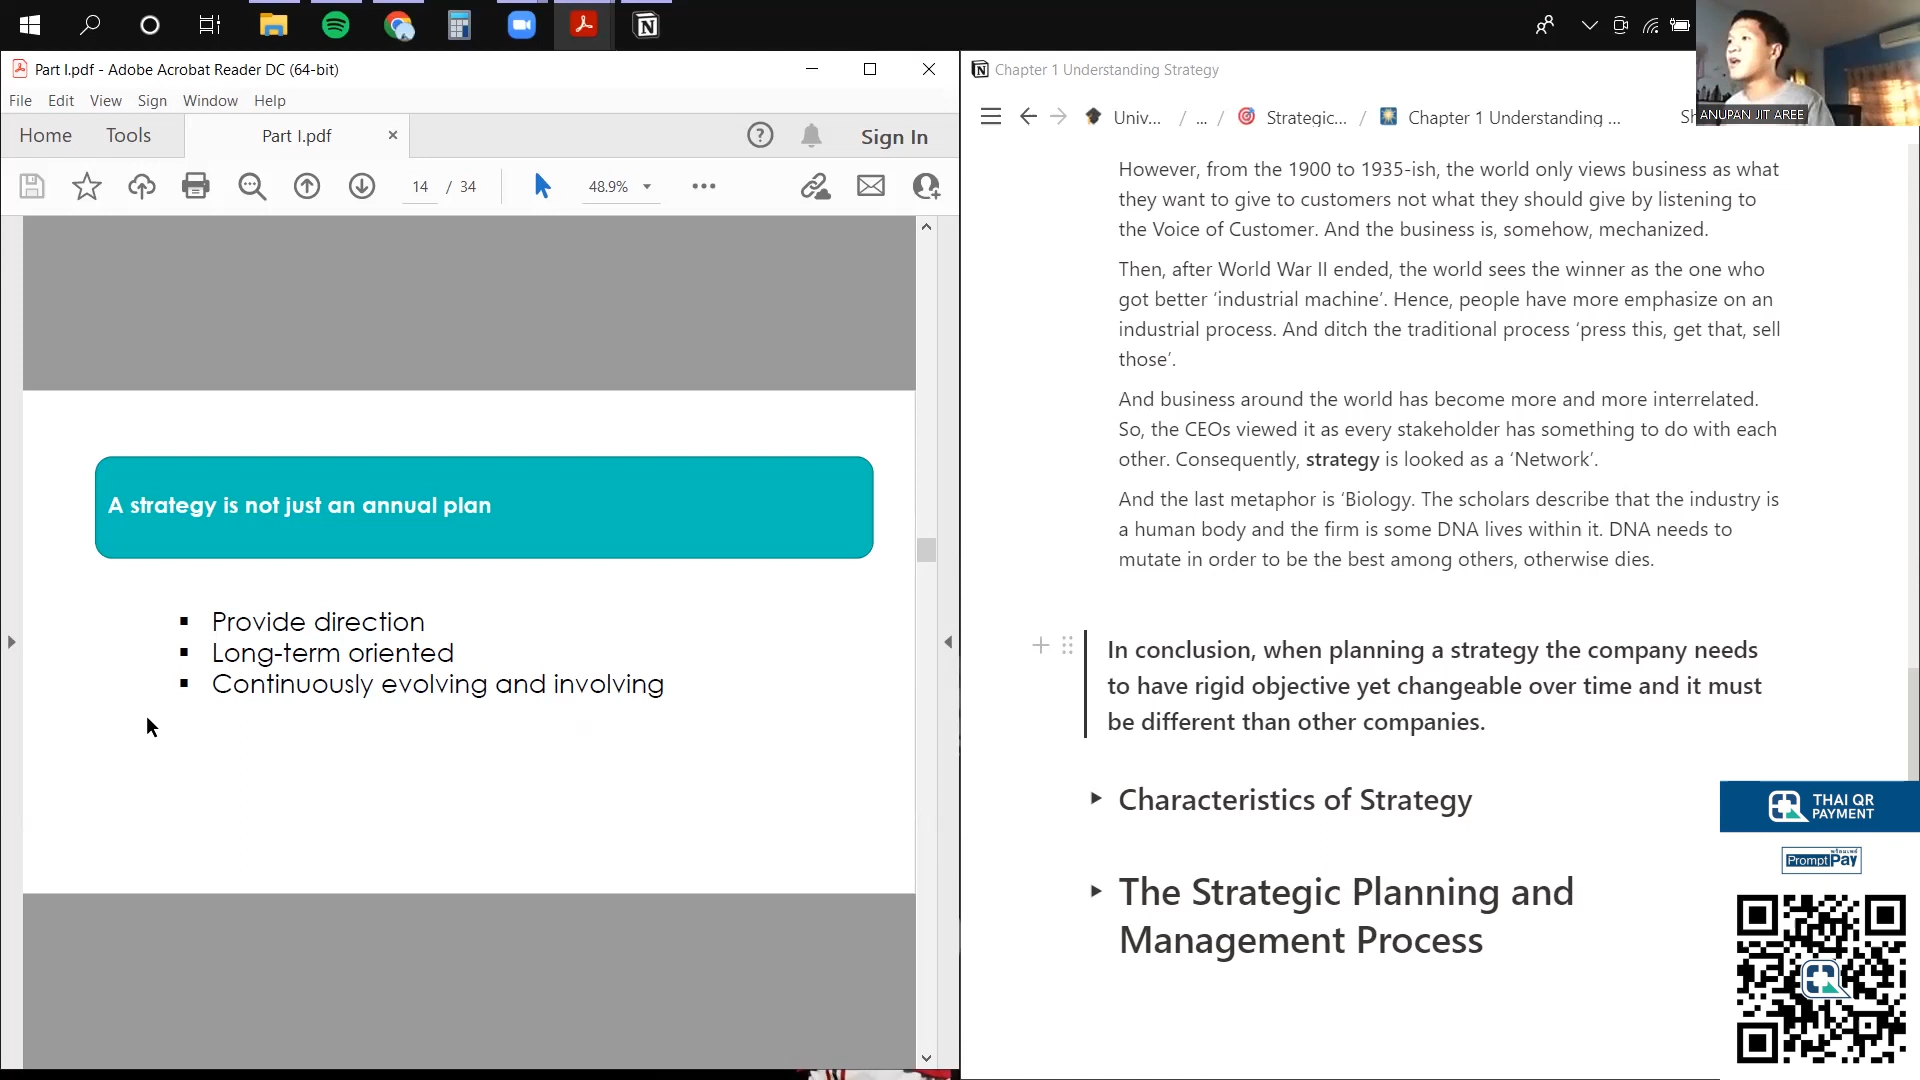 Part I.pdf - Adobe Acrobat Reader DC (64-bit)
File Edit View Sign Window Help
Home Tools Part I.pdf × Sign In
14 / 34 48.9%
A strategy is not just an annual plan
▪ Provide direction
▪ Long-term oriented
▪ Continuously evolving and involving
Chapter 1 Understanding Strategy
Univ... / ... / Strategic... / Chapter 1 Understanding ...
ANUPAN JIT AREE
However, from the 1900 to 1935-ish, the world only views business as what
they want to give to customers not what they should give by listening to
the Voice of Customer. And the business is, somehow, mechanized.
Then, after World War II ended, the world sees the winner as the one who
got better ‘industrial machine’. Hence, people have more emphasize on an
industrial process. And ditch the traditional process ‘press this, get that, sell
those’.
And business around the world has become more and more interrelated.
So, the CEOs viewed it as every stakeholder has something to do with each
other. Consequently, strategy is looked as a ‘Network’.
And the last metaphor is ‘Biology. The scholars describe that the industry is
a human body and the firm is some DNA lives within it. DNA needs to
mutate in order to be the best among others, otherwise dies.
In conclusion, when planning a strategy the company needs
to have rigid objective yet changeable over time and it must
be different than other companies.
Characteristics of Strategy
The Strategic Planning and
Management Process
THAI QR
PAYMENT
พร้อมเพย์
PromptPay